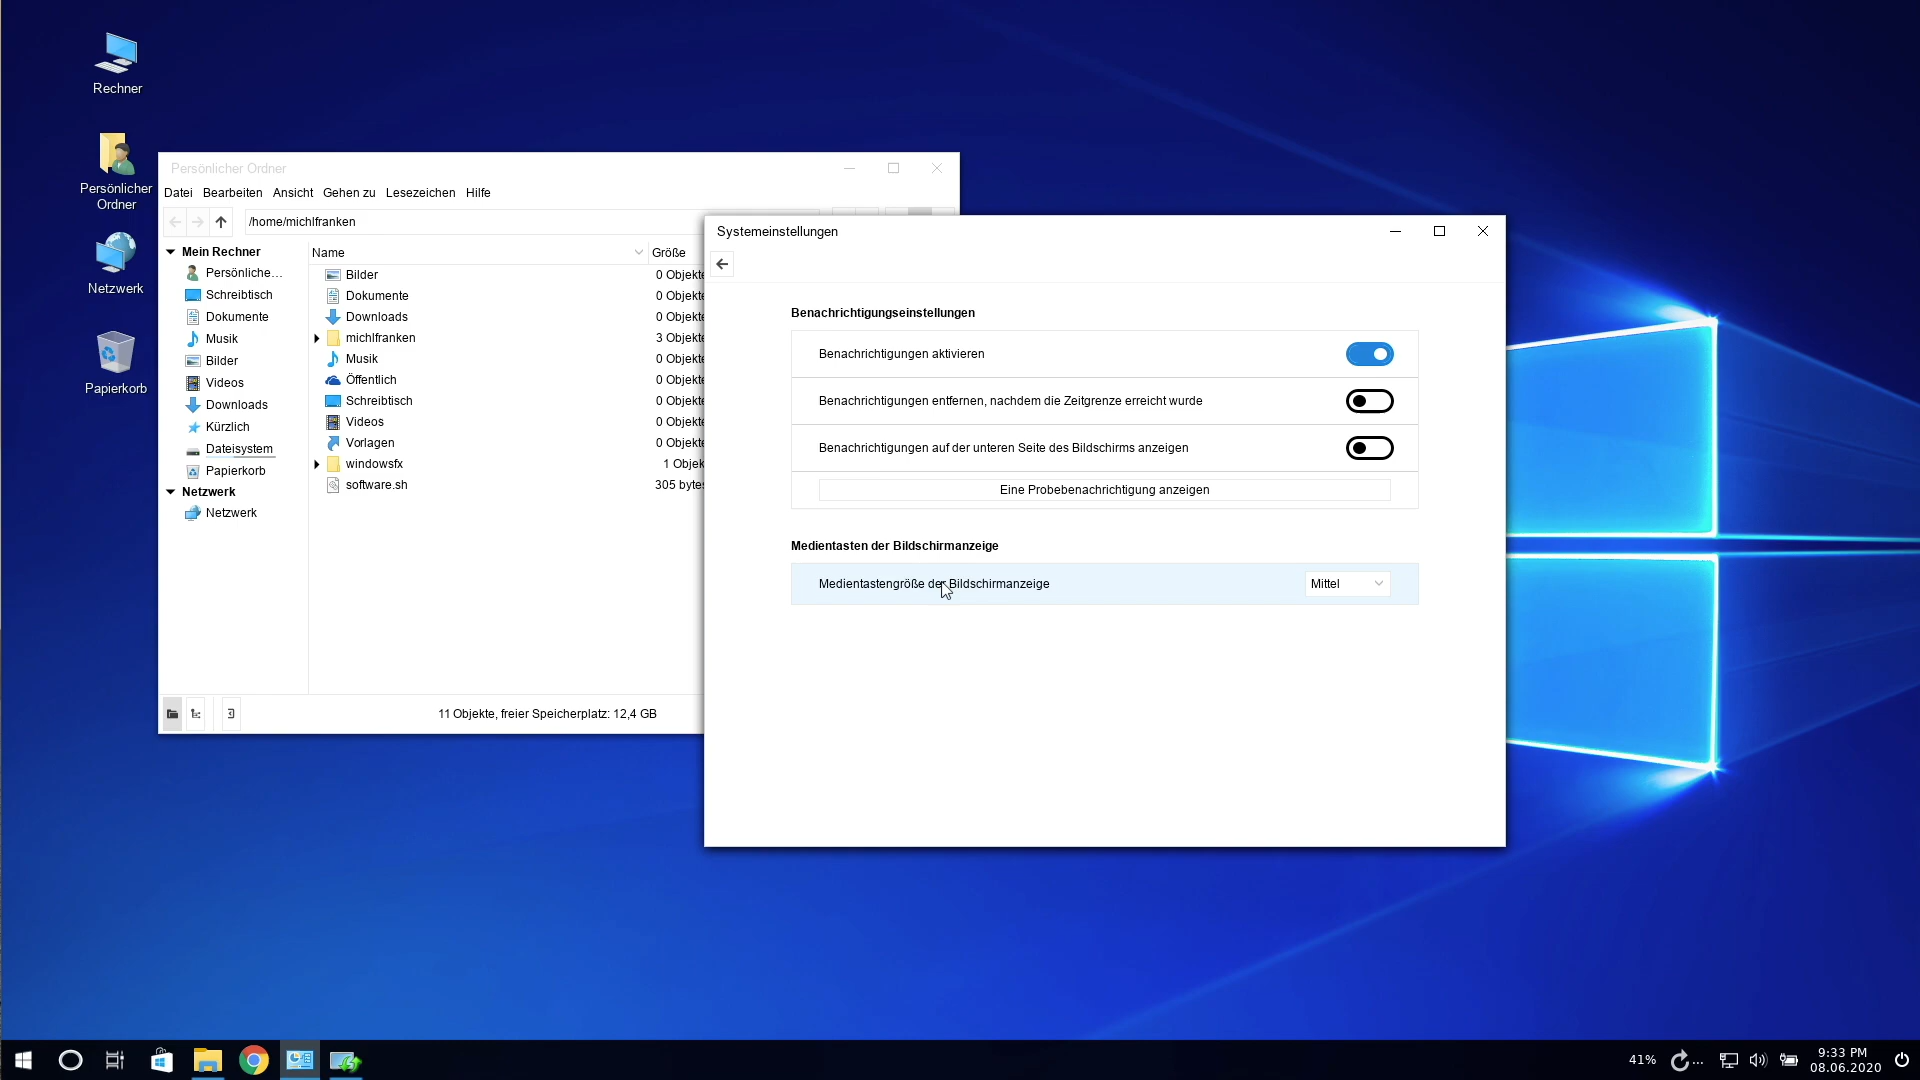 Rechner
Persönlicher
Ordner
Netzwerk
Papierkorb
Persönlicher Ordner
Datei Bearbeiten Ansicht Gehen zu Lesezeichen Hilfe
/home/michlfranken
Mein Rechner
Persönliche...
Schreibtisch
Dokumente
Musik
Bilder
Videos
Downloads
Kürzlich
Dateisystem
Papierkorb
Netzwerk
Netzwerk
Name Größe
Bilder 0 Objekte
Dokumente 0 Objekte
Downloads 0 Objekte
michlfranken 3 Objekte
Musik 0 Objekte
Öffentlich 0 Objekte
Schreibtisch 0 Objekte
Videos 0 Objekte
Vorlagen 0 Objekte
windowsfx 1 Objek
software.sh 305 bytes
11 Objekte, freier Speicherplatz: 12,4 GB
Systemeinstellungen
Benachrichtigungseinstellungen
Benachrichtigungen aktivieren
Benachrichtigungen entfernen, nachdem die Zeitgrenze erreicht wurde
Benachrichtigungen auf der unteren Seite des Bildschirms anzeigen
Eine Probebenachrichtigung anzeigen
Medientasten der Bildschirmanzeige
Medientastengröße der Bildschirmanzeige Mittel
41% ...
9:33 PM
08.06.2020